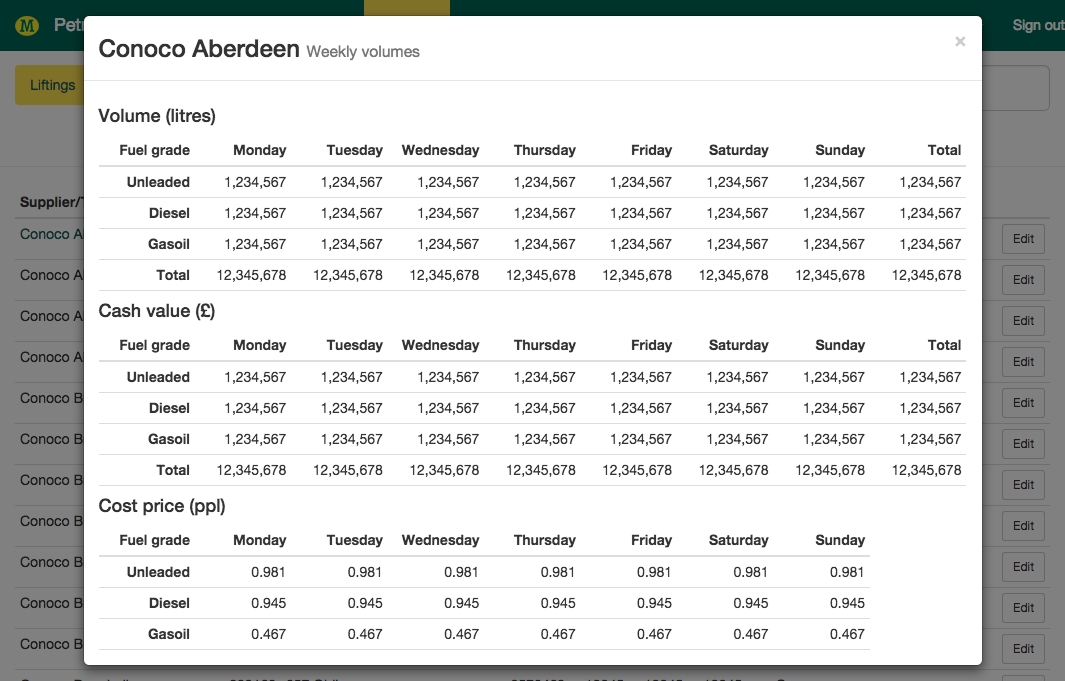 M Petr
Sign out
Conoco Aberdeen Weekly volumes ×
Liftings
Volume (litres)
Fuel grade Monday Tuesday Wednesday Thursday Friday Saturday Sunday Total
Unleaded 1,234,567 1,234,567 1,234,567 1,234,567 1,234,567 1,234,567 1,234,567 1,234,567
Diesel 1,234,567 1,234,567 1,234,567 1,234,567 1,234,567 1,234,567 1,234,567 1,234,567
Gasoil 1,234,567 1,234,567 1,234,567 1,234,567 1,234,567 1,234,567 1,234,567 1,234,567
Total 12,345,678 12,345,678 12,345,678 12,345,678 12,345,678 12,345,678 12,345,678 12,345,678
Cash value (£)
Fuel grade Monday Tuesday Wednesday Thursday Friday Saturday Sunday Total
Unleaded 1,234,567 1,234,567 1,234,567 1,234,567 1,234,567 1,234,567 1,234,567 1,234,567
Diesel 1,234,567 1,234,567 1,234,567 1,234,567 1,234,567 1,234,567 1,234,567 1,234,567
Gasoil 1,234,567 1,234,567 1,234,567 1,234,567 1,234,567 1,234,567 1,234,567 1,234,567
Total 12,345,678 12,345,678 12,345,678 12,345,678 12,345,678 12,345,678 12,345,678 12,345,678
Cost price (ppl)
Fuel grade Monday Tuesday Wednesday Thursday Friday Saturday Sunday
Unleaded 0.981 0.981 0.981 0.981 0.981 0.981 0.981
Diesel 0.945 0.945 0.945 0.945 0.945 0.945 0.945
Gasoil 0.467 0.467 0.467 0.467 0.467 0.467 0.467
Supplier/
Conoco A Edit
Conoco A Edit
Conoco A Edit
Conoco A Edit
Conoco B Edit
Conoco B Edit
Conoco B Edit
Conoco B Edit
Conoco B Edit
Conoco B Edit
Conoco B Edit